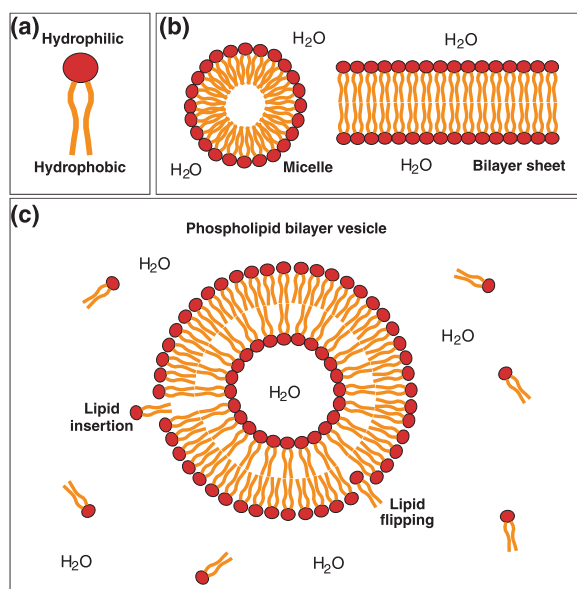 (a)
Hydrophilic
Hydrophobic
(b)
H₂O
H₂O
Micelle
H₂O
H₂O
Bilayer sheet
(c)
Phospholipid bilayer vesicle
H₂O
H₂O
H₂O
Lipid
insertion
Lipid
flipping
H₂O
H₂O